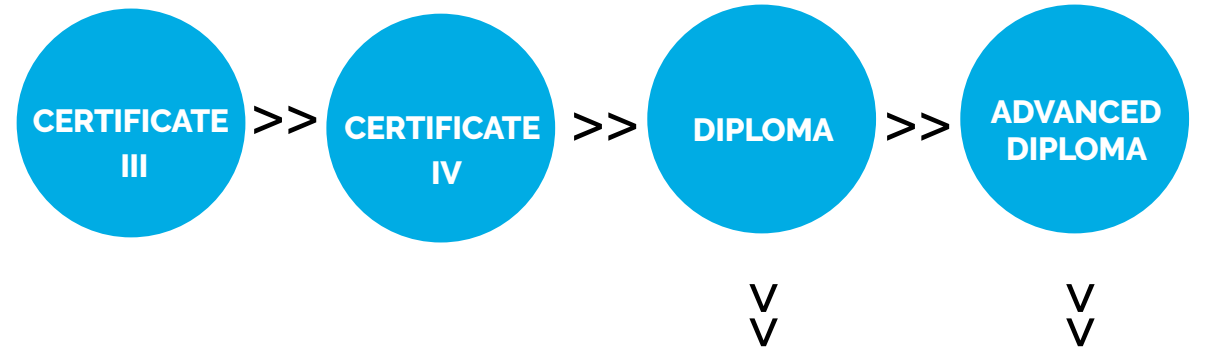 CERTIFICATE
III
>>
CERTIFICATE
IV
>>
DIPLOMA
>>
ADVANCED
DIPLOMA
>>
>>